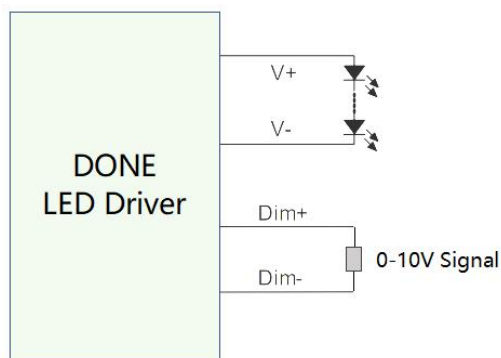 V+
V-
DONE
LED Driver
Dim+
0-10V Signal
Dim-